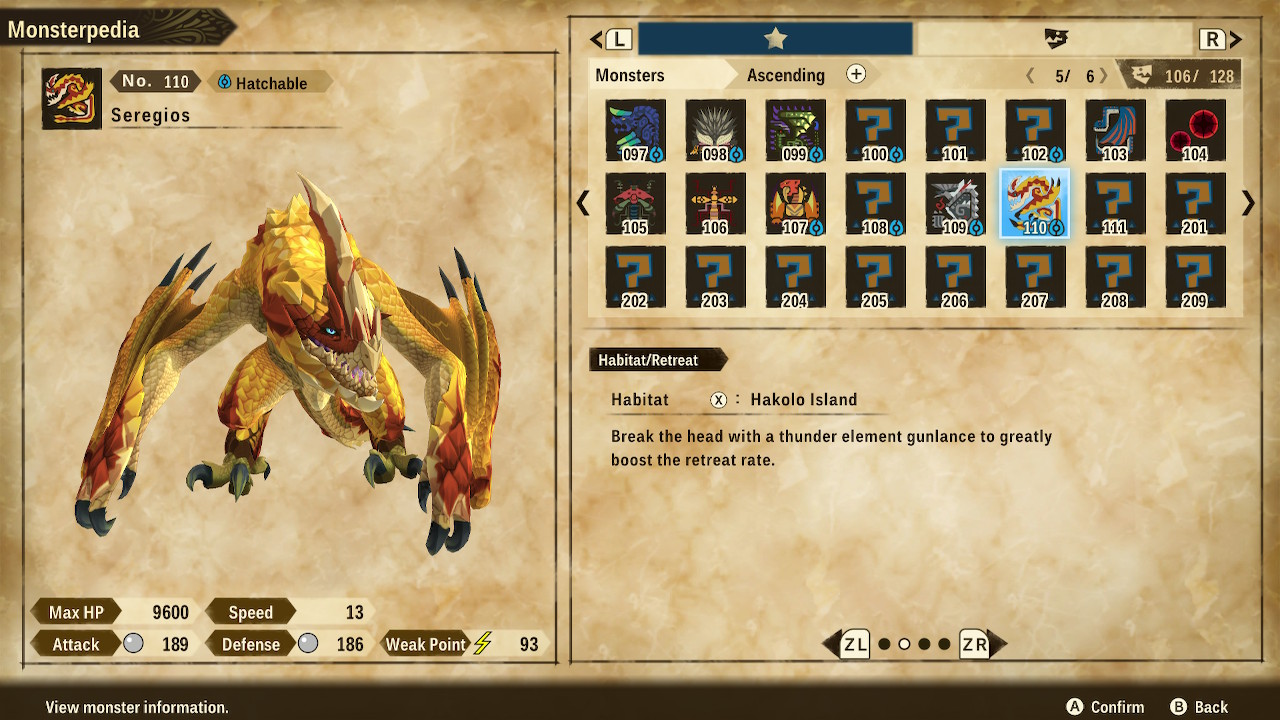 Monsterpedia
No. 110 Hatchable
Seregios
Max HP 9600 Speed 13
Attack 189 Defense 186 Weak Point 93
L R
Monsters Ascending + 5/ 6 106/ 128
097 098 099 100 101 102 103 104
105 106 107 108 109 110 111 201
202 203 204 205 206 207 208 209
Habitat/Retreat
Habitat X : Hakolo Island
Break the head with a thunder element gunlance to greatly
boost the retreat rate.
ZL ZR
View monster information.
A Confirm B Back